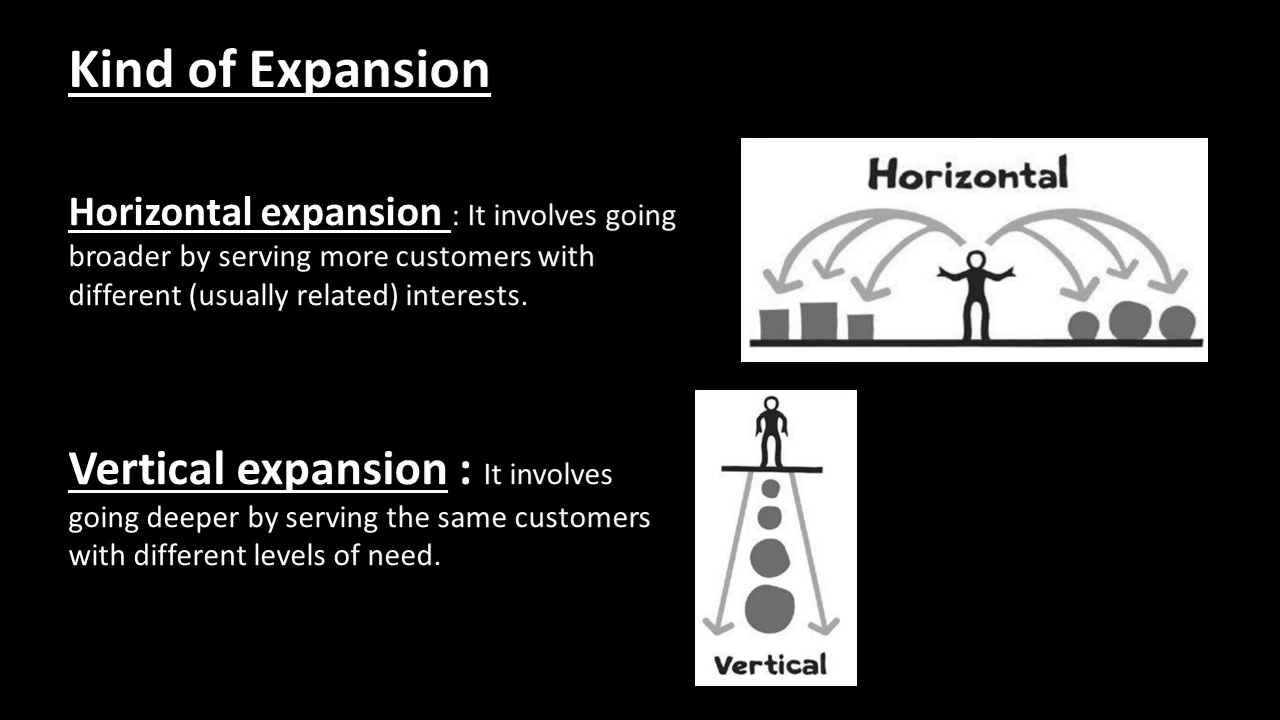 Kind of Expansion
Horizontal expansion : It involves going
broader by serving more customers with
different (usually related) interests.
Horizontal
Vertical expansion : It involves
going deeper by serving the same customers
with different levels of need.
Vertical